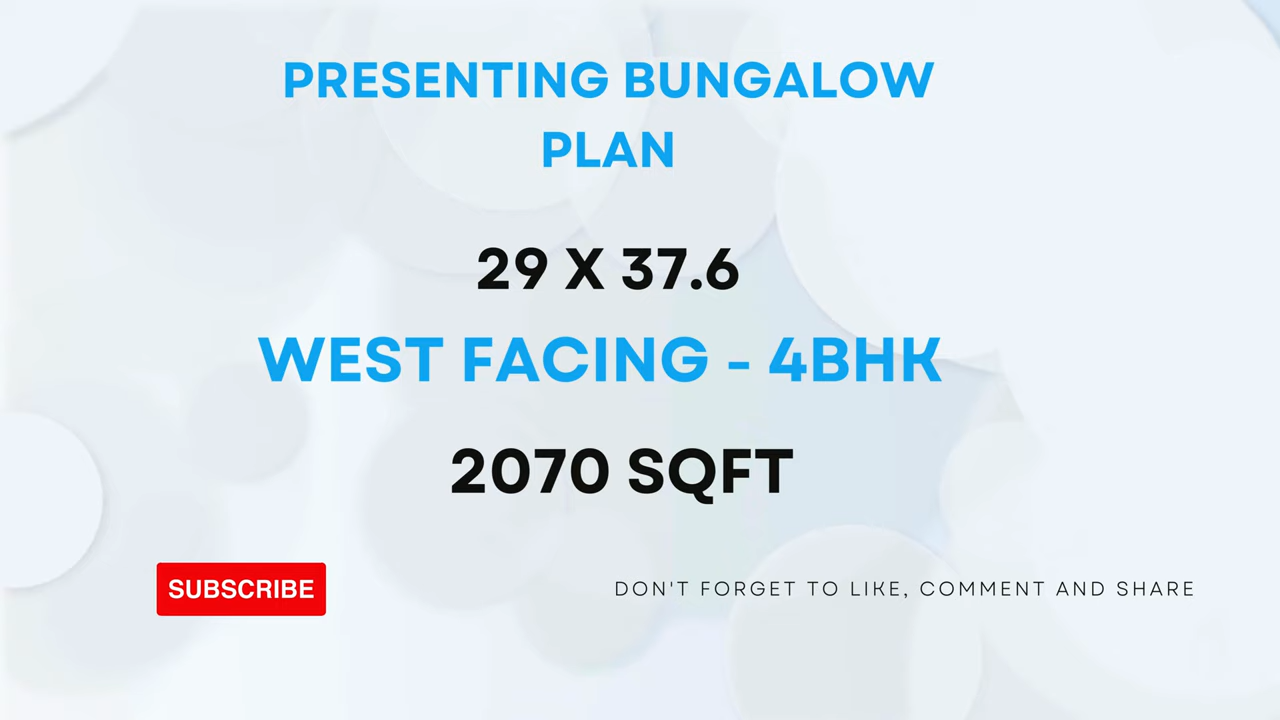 PRESENTING BUNGALOW
PLAN
29 X 37.6
WEST FACING - 4BHK
2070 SQFT
SUBSCRIBE
DON'T FORGET TO LIKE, COMMENT AND SHARE